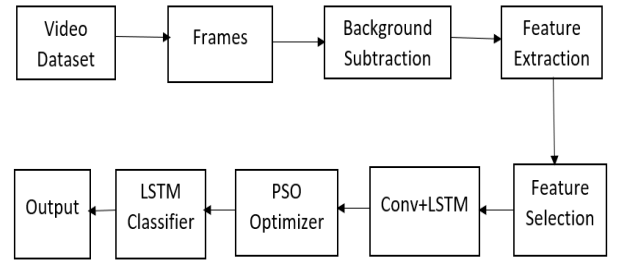 Video
Dataset
Frames
Background
Subtraction
Feature
Extraction
Feature
Selection
Conv+LSTM
PSO
Optimizer
LSTM
Classifier
Output